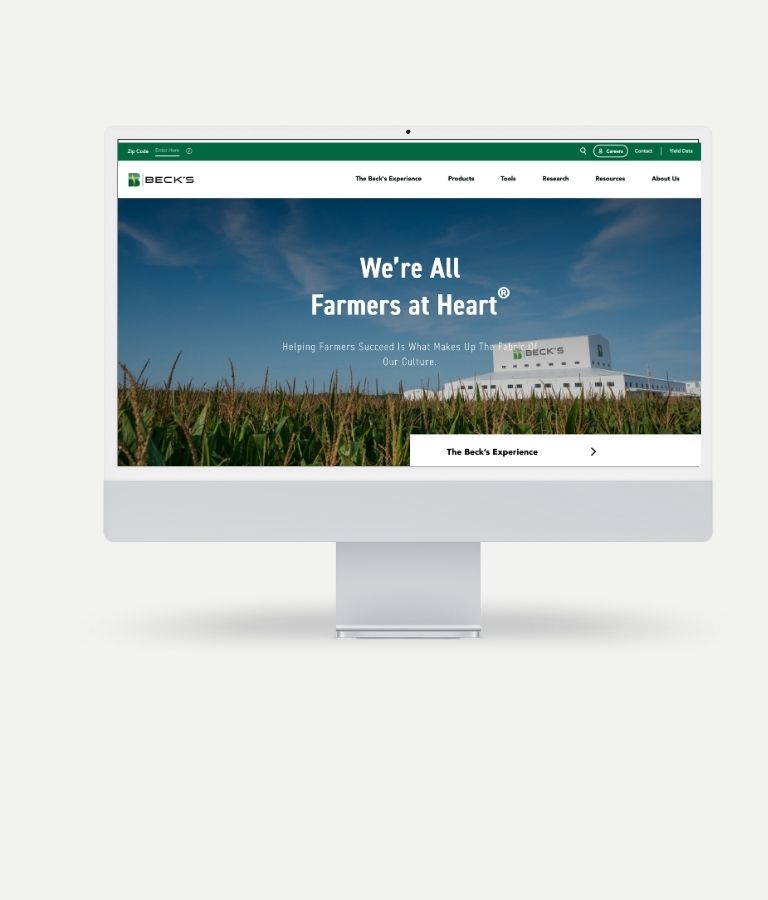 Zip Code Enter Here Careers Contact Yield Data
BECK'S The Beck's Experience Products Tools Research Resources About Us
We're All
Farmers at Heart®
Helping Farmers Succeed Is What Makes Up The Fabric Of
Our Culture.
BECK'S
The Beck's Experience